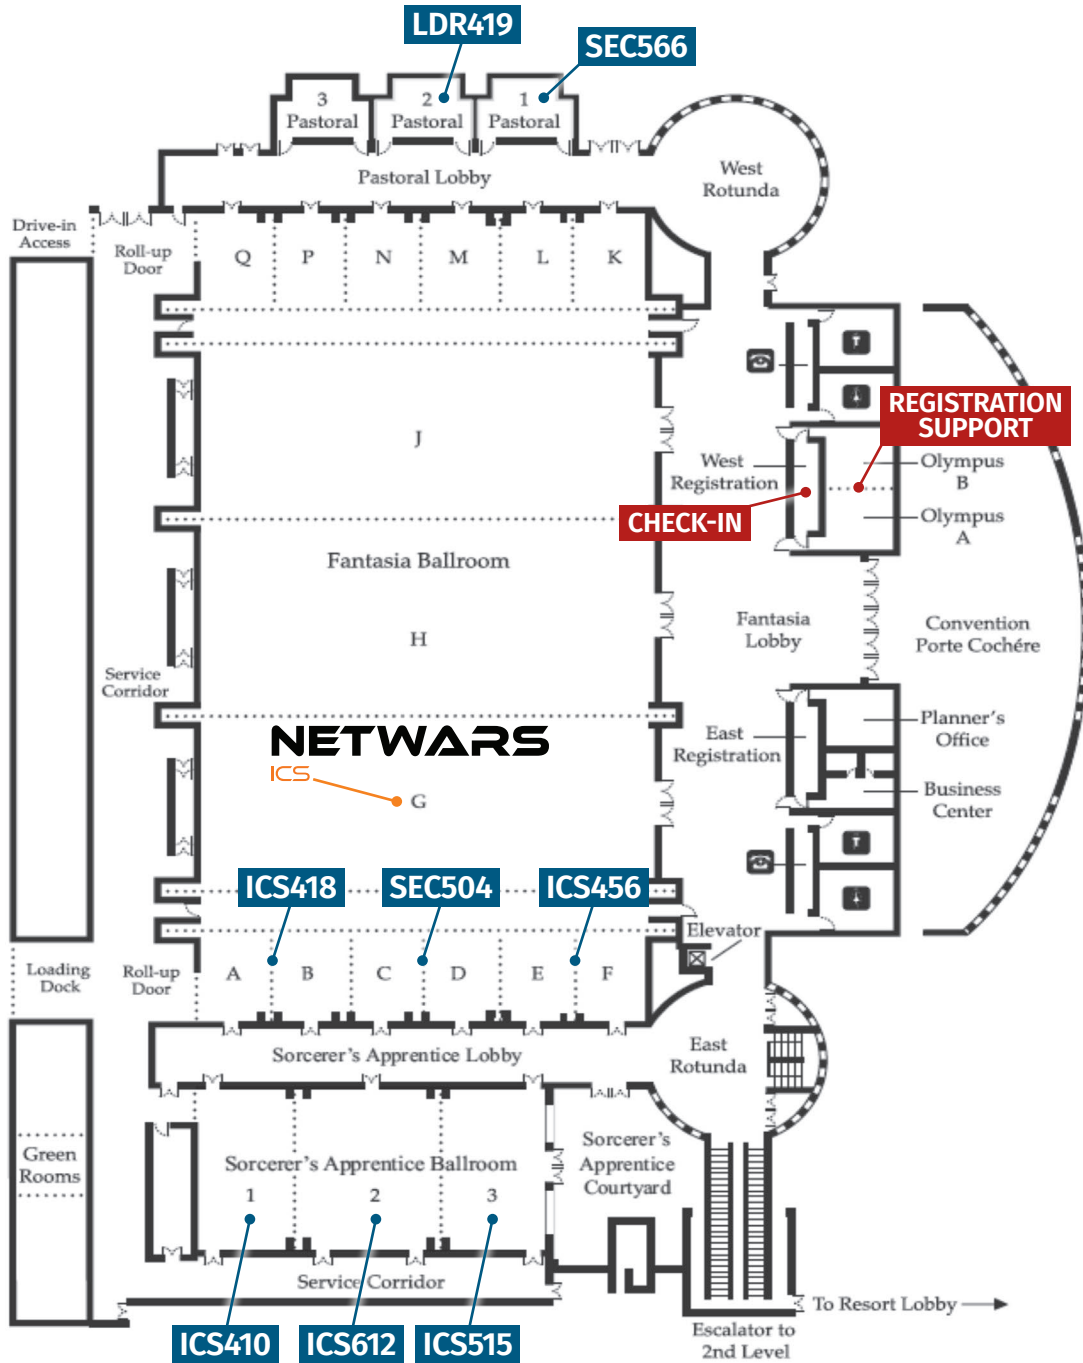 LDR419
SEC566
3
Pastoral
2
Pastoral
1
Pastoral
Pastoral Lobby
West
Rotunda
Drive-in
Access
Roll-up
Door
Q
P
N
M
L
K
J
REGISTRATION
SUPPORT
West
Registration
Olympus
B
Olympus
A
CHECK-IN
Fantasia Ballroom
H
Fantasia
Lobby
Convention
Porte Cochére
Service
Corridor
NETWARS
ICS
G
East
Registration
Planner's
Office
Business
Center
ICS418
SEC504
ICS456
Elevator
Loading
Dock
Roll-up
Door
A
B
C
D
E
F
Sorcerer's Apprentice Lobby
East
Rotunda
Green
Rooms
Sorcerer's Apprentice Ballroom
1
2
3
Sorcerer's
Apprentice
Courtyard
Service Corridor
To Resort Lobby
ICS410
ICS612
ICS515
Escalator to
2nd Level